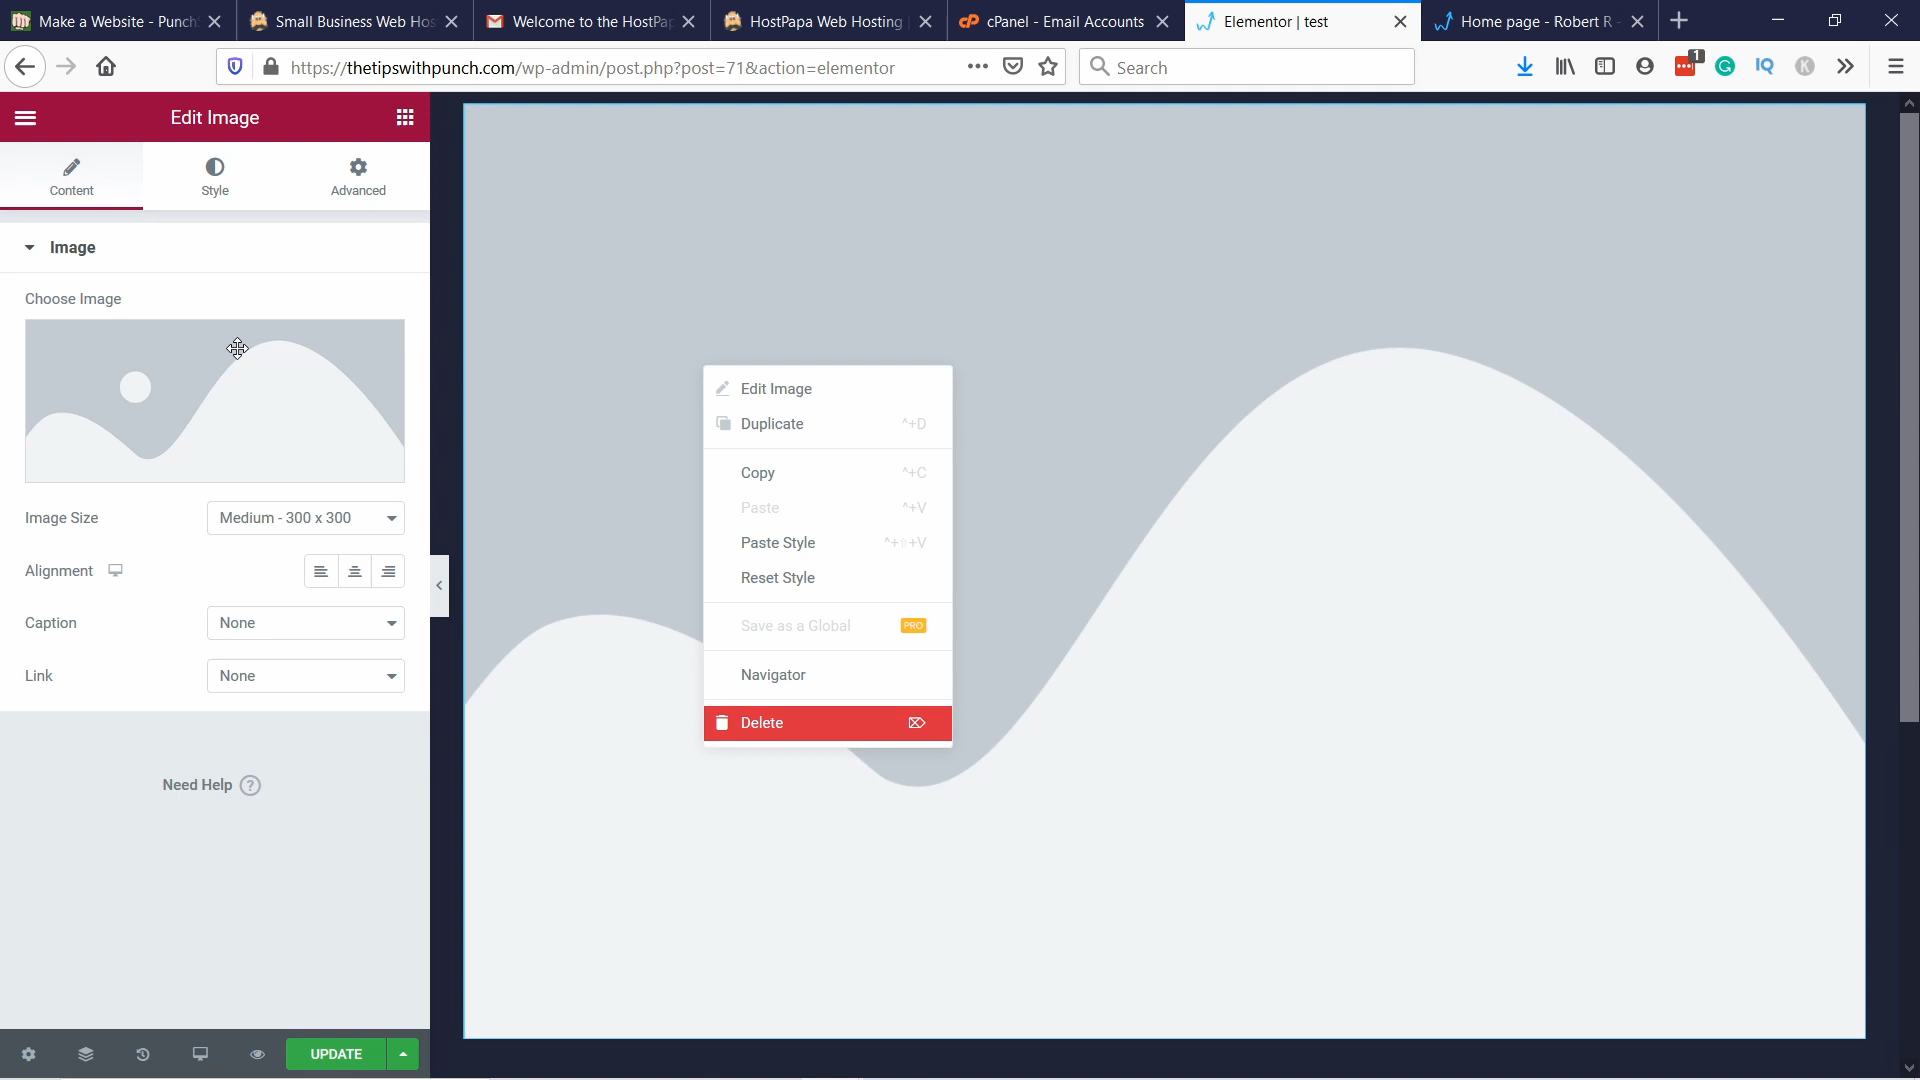 Make a Website - Punch
Small Business Web Hos
Welcome to the HostPap
HostPapa Web Hosting
cPanel - Email Accounts
Elementor | test
Home page - Robert R -
https://thetipswithpunch.com/wp-admin/post.php?post=71&action=elementor
Search
1
IQ
K
Edit Image
Content
Style
Advanced
Image
Choose Image
Image Size
Medium - 300 x 300
Alignment
Caption
None
Link
None
Need Help ?
UPDATE
Edit Image
Duplicate ^+D
Copy ^+C
Paste ^+V
Paste Style ^+⇧+V
Reset Style
Save as a Global PRO
Navigator
Delete ⌦